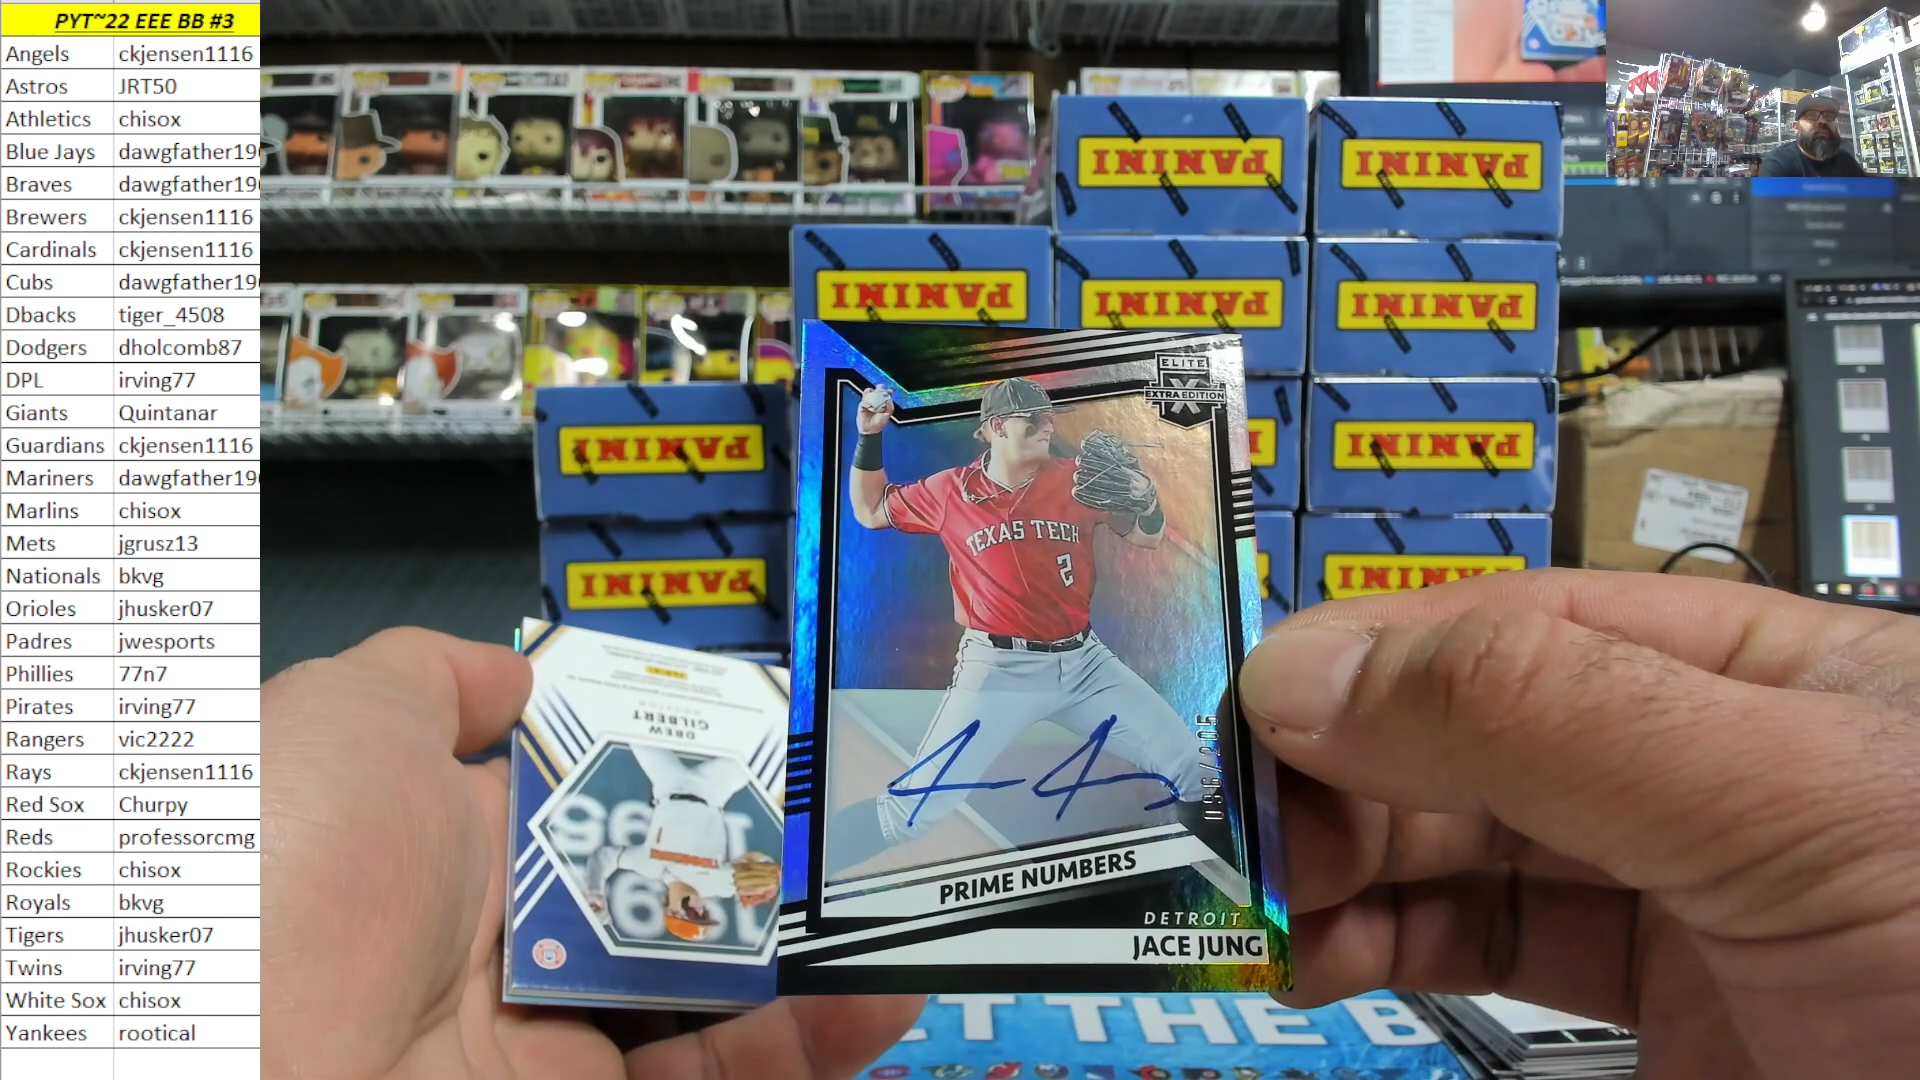 PYT~22 EEE BB #3
Angels ckjensen1116
Astros JRT50
Athletics chisox
Blue Jays dawgfather19
Braves dawgfather19
Brewers ckjensen1116
Cardinals ckjensen1116
Cubs dawgfather19
Dbacks tiger_4508
Dodgers dholcomb87
DPL irving77
Giants Quintanar
Guardians ckjensen1116
Mariners dawgfather19
Marlins chisox
Mets jgrusz13
Nationals bkvg
Orioles jhusker07
Padres jwesports
Phillies 77n7
Pirates irving77
Rangers vic2222
Rays ckjensen1116
Red Sox Churpy
Reds professorcmg
Rockies chisox
Royals bkvg
Tigers jhusker07
Twins irving77
White Sox chisox
Yankees rootical
PANINI
PANINI
PANINI
PANINI
PANINI
PANINI
PANINI
PANINI
PANINI
ELITE
EXTRA EDITION
TEXAS TECH
2
PRIME NUMBERS
DETROIT
JACE JUNG
DREW
GILBERT
T THE B